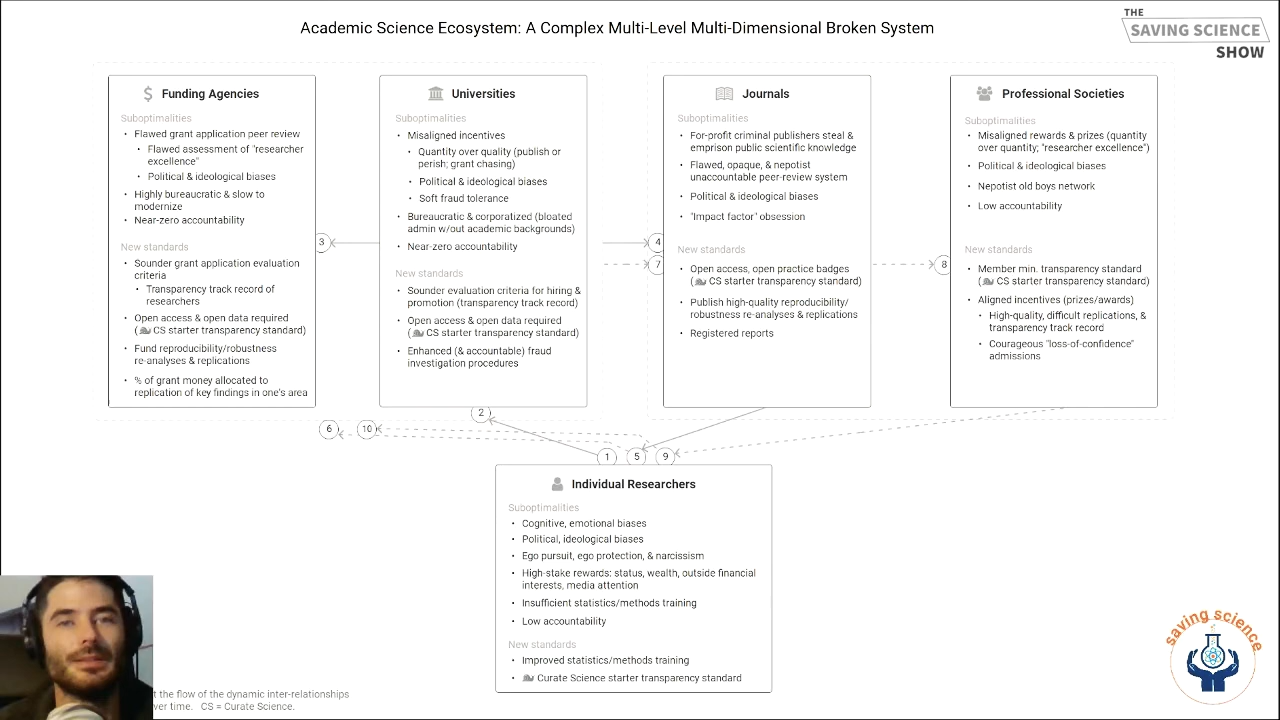 Academic Science Ecosystem: A Complex Multi-Level Multi-Dimensional Broken System
THE
SAVING SCIENCE
SHOW
Funding Agencies
Suboptimalities
• Flawed grant application peer review
• Flawed assessment of "researcher
excellence"
• Political & ideological biases
• Highly bureaucratic & slow to
modernize
• Near-zero accountability
New standards
• Sounder grant application evaluation
criteria
• Transparency track record of
researchers
• Open access & open data required
( CS starter transparency standard)
• Fund reproducibility/robustness
re-analyses & replications
• % of grant money allocated to
replication of key findings in one's area
Universities
Suboptimalities
• Misaligned incentives
• Quantity over quality (publish or
perish; grant chasing)
• Political & ideological biases
• Soft fraud tolerance
• Bureaucratic & corporatized (bloated
admin w/out academic backgrounds)
• Near-zero accountability
New standards
• Sounder evaluation criteria for hiring &
promotion (transparency track record)
• Open access & open data required
( CS starter transparency standard)
• Enhanced (& accountable) fraud
investigation procedures
Journals
Suboptimalities
• For-profit criminal publishers steal &
emprison public scientific knowledge
• Flawed, opaque, & nepotist
unaccountable peer-review system
• Political & ideological biases
• 'Impact factor' obsession
New standards
• Open access, open practice badges
( CS starter transparency standard)
• Publish high-quality reproducibility/
robustness re-analyses & replications
• Registered reports
Professional Societies
Suboptimalities
• Misaligned rewards & prizes (quantity
over quantity; "researcher excellence")
• Political & ideological biases
• Nepotist old boys network
• Low accountability
New standards
• Member min. transparency standard
( CS starter transparency standard)
• Aligned incentives (prizes/awards)
• High-quality, difficult replications, &
transparency track record
• Courageous "loss-of-confidence"
admissions
3
4
7
8
2
6
10
1
5
9
Individual Researchers
Suboptimalities
• Cognitive, emotional biases
• Political, ideological biases
• Ego pursuit, ego protection, & narcissism
• High-stake rewards: status, wealth, outside financial
interests, media attention
• Insufficient statistics/methods training
• Low accountability
New standards
• Improved statistics/methods training
• Curate Science starter transparency standard
t the flow of the dynamic inter-relationships
ver time. CS = Curate Science.
saving science